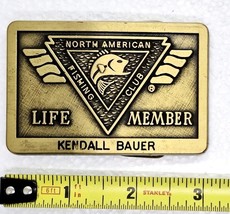 NORTH AMERICAN
FISHING CLUB
®
LIFE MEMBER
KENDALL BAUER
1 2 3
STANLEY